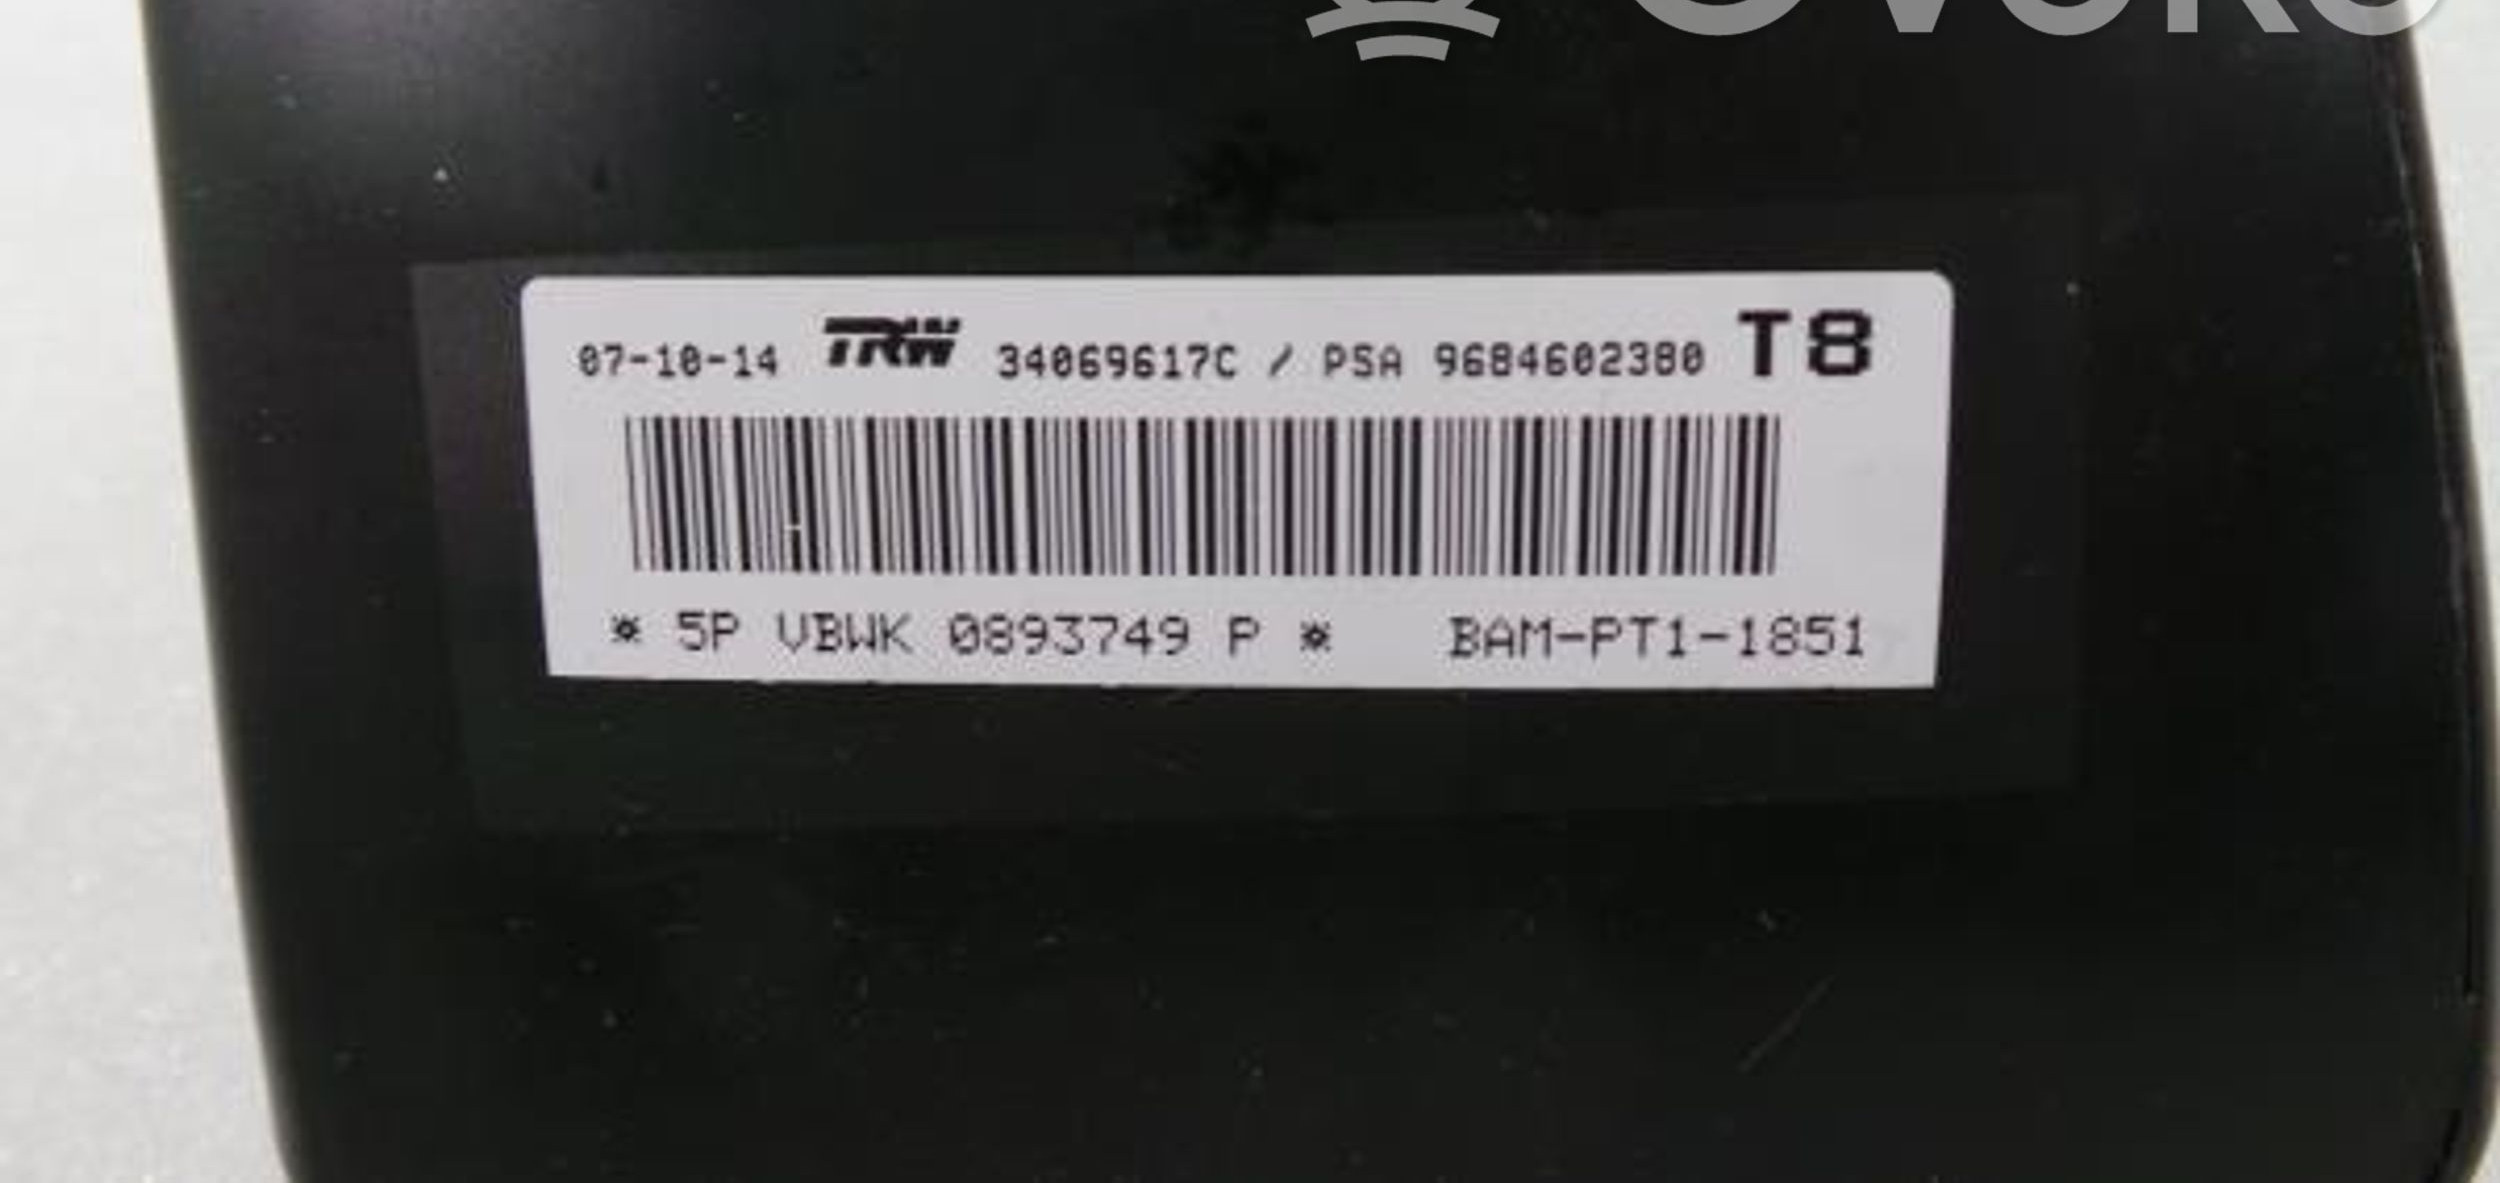 07-10-14 TRW 34069617C / PSA 9684602380 T8
* 5P VBWK 0893749 P * BAM-PT1-1851